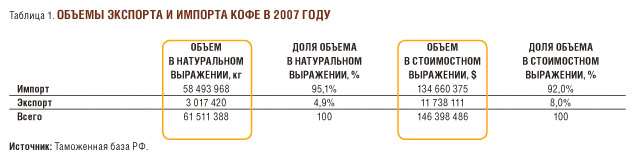 Таблица 1. ОБЪЕМЫ ЭКСПОРТА И ИМПОРТА КОФЕ В 2007 ГОДУ
ОБЪЕМ ДОЛЯ ОБЪЕМА ОБЪЕМ ДОЛЯ ОБЪЕМА
В НАТУРАЛЬНОМ В НАТУРАЛЬНОМ В СТОИМОСТНОМ В СТОИМОСТНОМ
ВЫРАЖЕНИИ, кг ВЫРАЖЕНИИ, % ВЫРАЖЕНИИ, $ ВЫРАЖЕНИИ, %
Импорт 58 493 968 95,1% 134 660 375 92,0%
Экспорт 3 017 420 4,9% 11 738 111 8,0%
Всего 61 511 388 100 146 398 486 100
Источник: Таможенная база РФ.